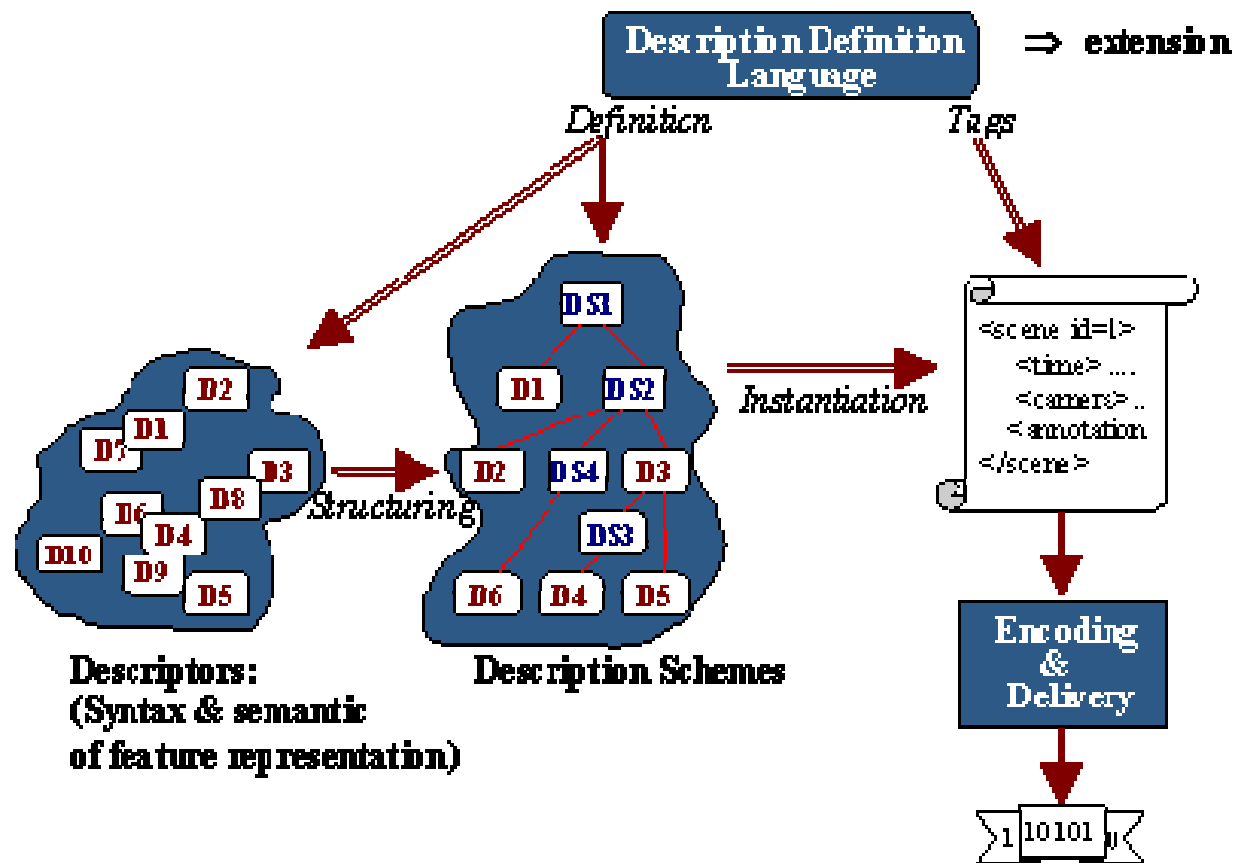 Description Definition
Language
⇒ extension
Definition
Tags
DS1
D1
DS2
D2
DS4
D3
DS3
D6
D4
D5
D2
D1
D7
D3
D8
D6
D4
D10
D9
D5
Structuring
Instantiation
<scene id=1>
<time> ....
<camera> ..
<annotation
</scene>
Descriptors:
(Syntax & semantic
of feature representation)
Description Schemes
Encoding
&
Delivery
1 10101 0